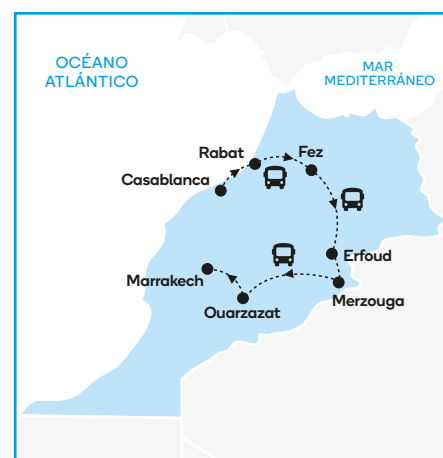 OCÉANO
ATLÁNTICO
MAR
MEDITERRÁNEO
Rabat
Fez
Casablanca
Erfoud
Marrakech
Merzouga
Ouarzazat